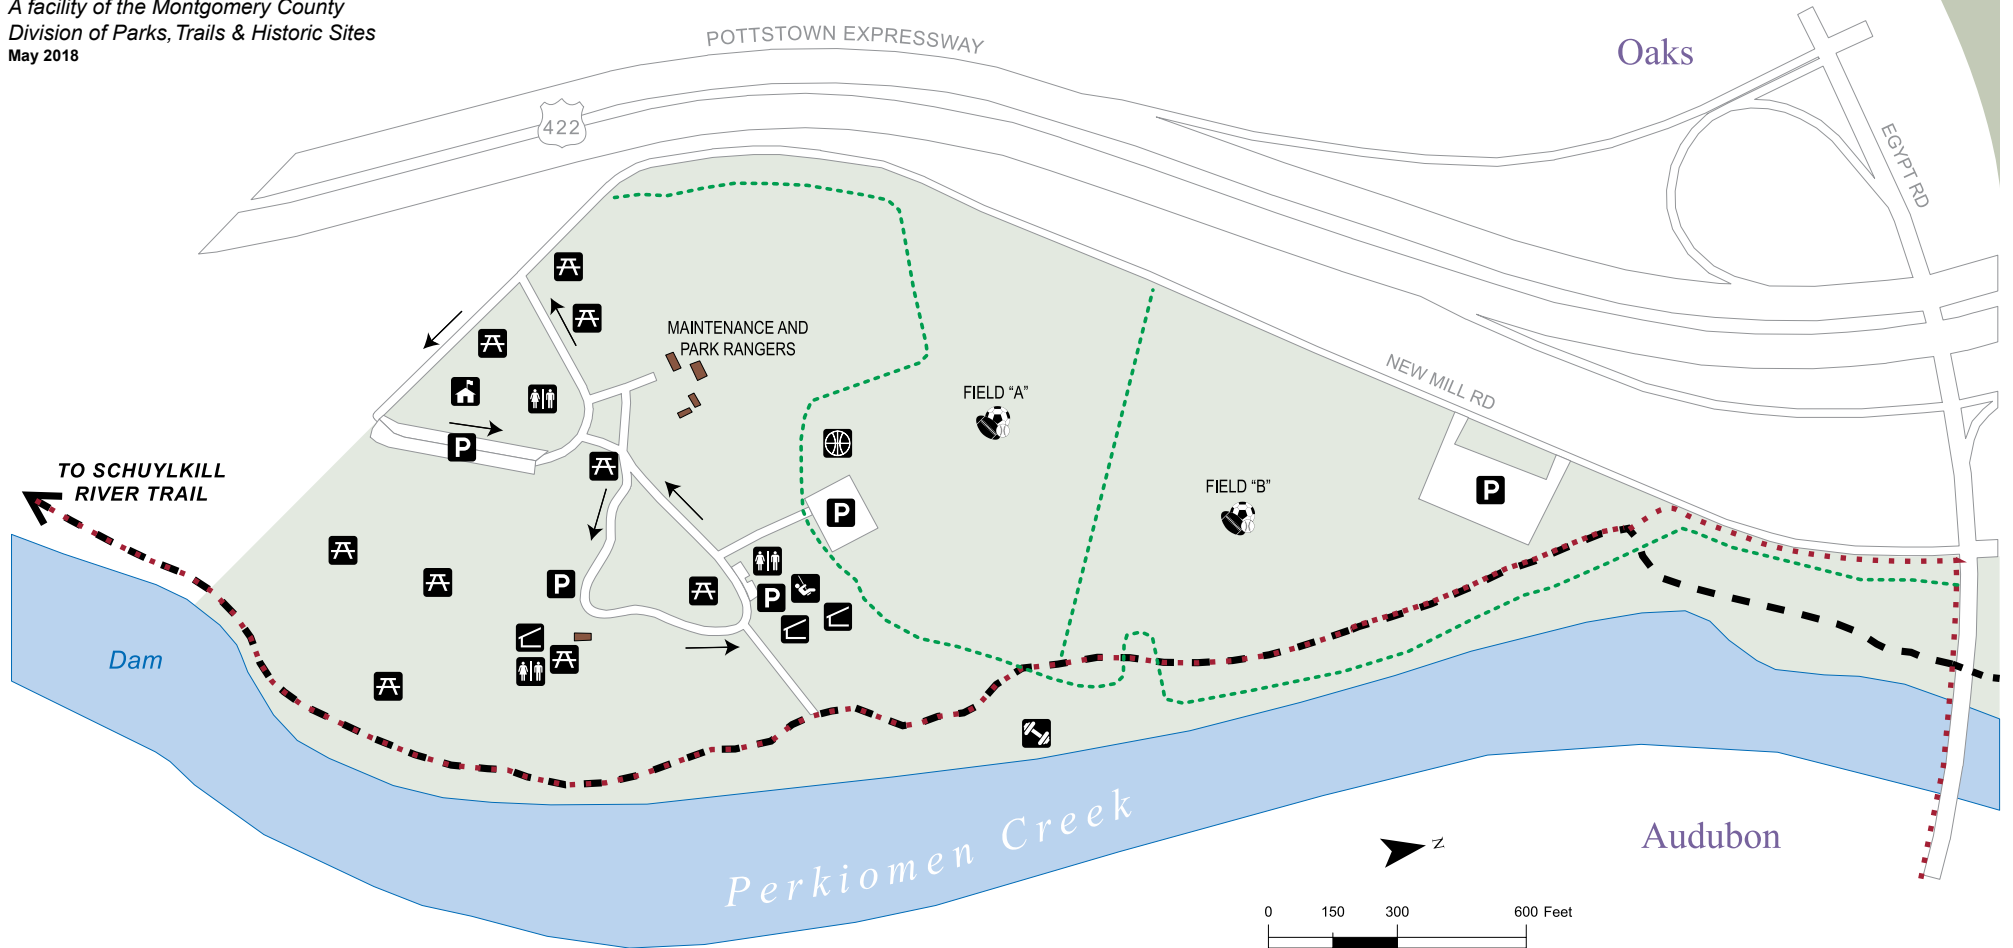 A facility of the Montgomery County
Division of Parks, Trails & Historic Sites
May 2018
POTTSTOWN EXPRESSWAY
Oaks
422
EGYPT RD
MAINTENANCE AND
PARK RANGERS
NEW MILL RD
FIELD “A”
P
TO SCHUYLKILL
RIVER TRAIL
FIELD “B”
P
P
P
P
Dam
Perkiomen Creek
Audubon
N
0 150 300 600 Feet